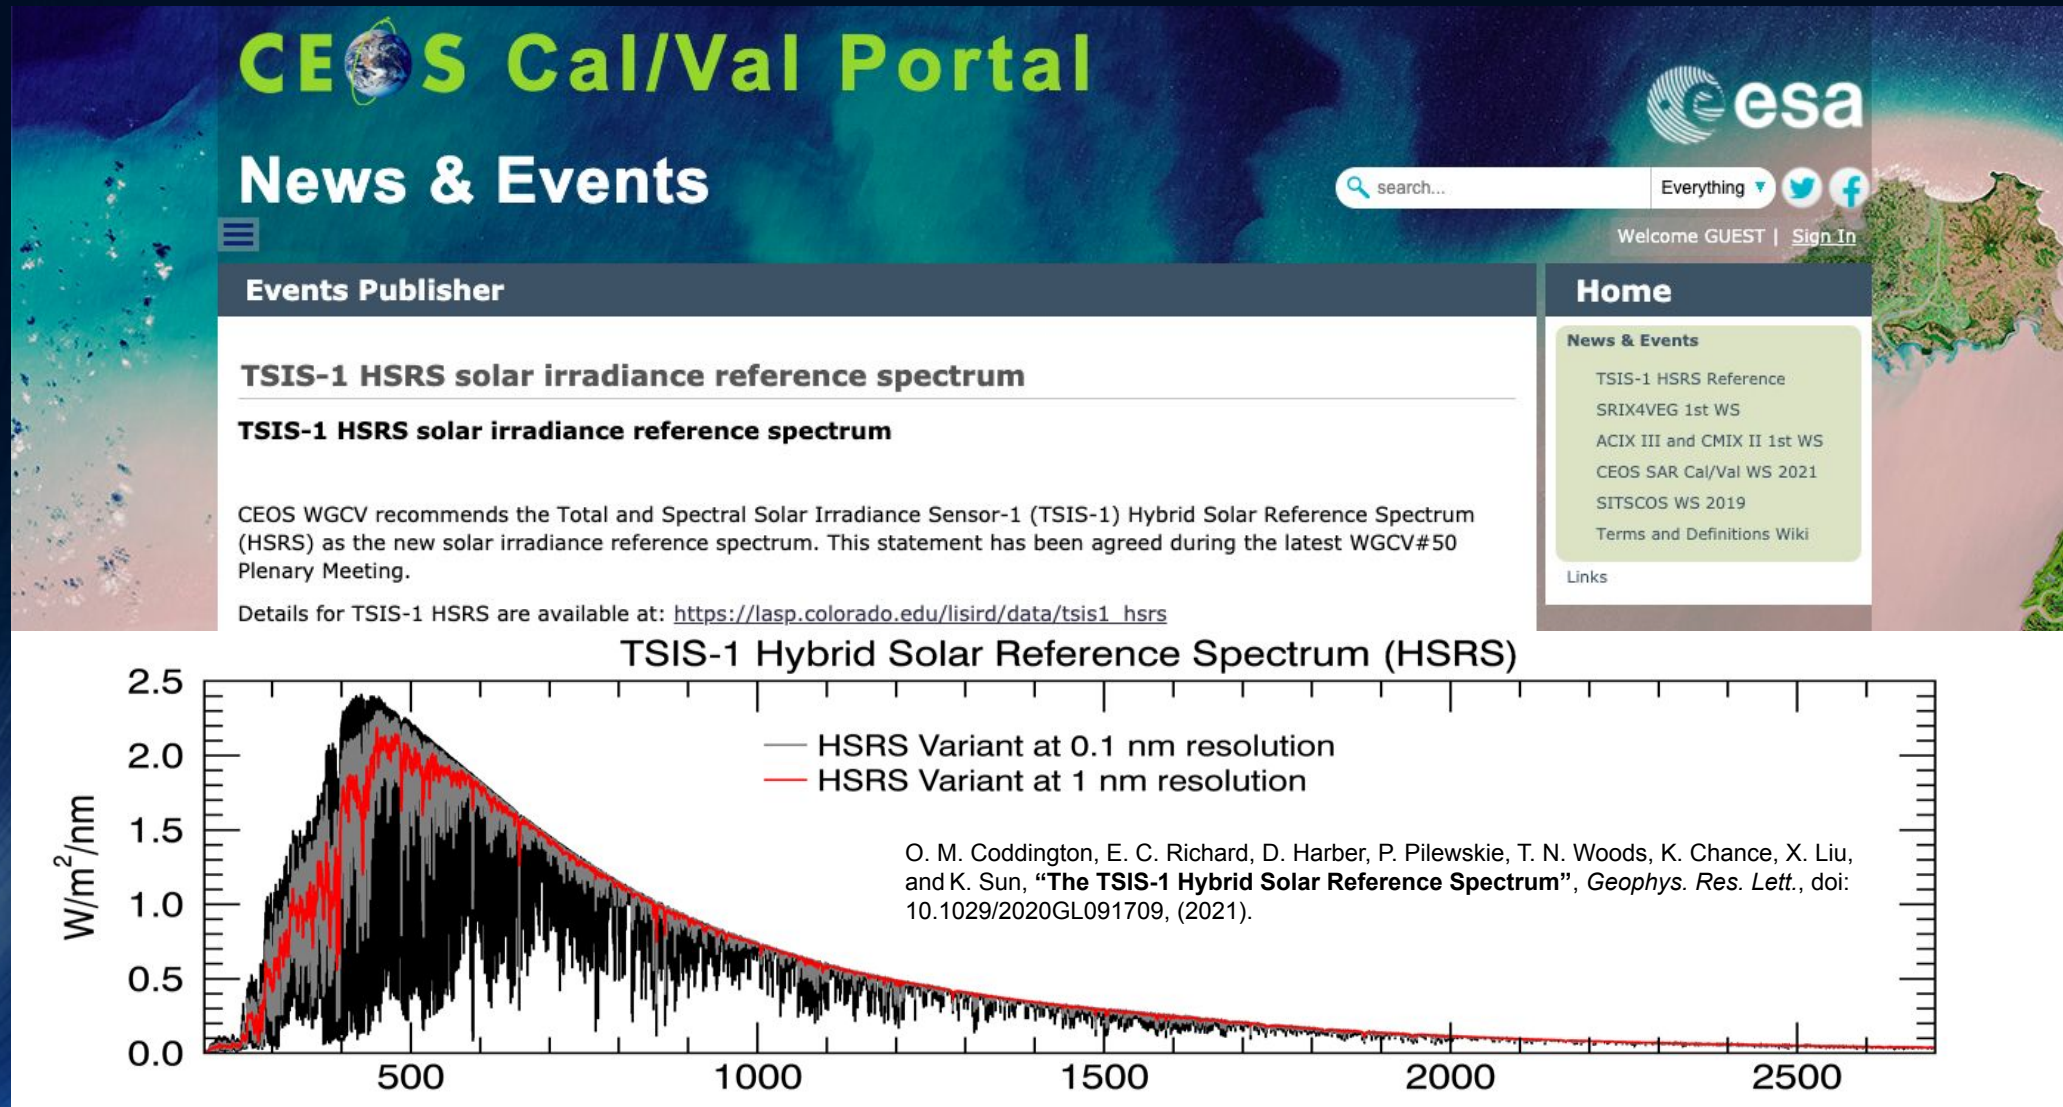 CEOS Cal/Val Portal
esa
News & Events
search...
Everything
Welcome GUEST | Sign In
Events Publisher
Home
TSIS-1 HSRS solar irradiance reference spectrum
TSIS-1 HSRS solar irradiance reference spectrum
CEOS WGCV recommends the Total and Spectral Solar Irradiance Sensor-1 (TSIS-1) Hybrid Solar Reference Spectrum
(HSRS) as the new solar irradiance reference spectrum. This statement has been agreed during the latest WGCV#50
Plenary Meeting.
Details for TSIS-1 HSRS are available at: https://lasp.colorado.edu/lisird/data/tsis1_hsrs
News & Events
TSIS-1 HSRS Reference
SRIX4VEG 1st WS
ACIX III and CMIX II 1st WS
CEOS SAR Cal/Val WS 2021
SITSCOS WS 2019
Terms and Definitions Wiki
Links
TSIS-1 Hybrid Solar Reference Spectrum (HSRS)
W/m²/nm
2.5
2.0
1.5
1.0
0.5
0.0
HSRS Variant at 0.1 nm resolution
HSRS Variant at 1 nm resolution
O. M. Coddington, E. C. Richard, D. Harber, P. Pilewskie, T. N. Woods, K. Chance, X. Liu,
and K. Sun, “The TSIS-1 Hybrid Solar Reference Spectrum”, Geophys. Res. Lett., doi:
10.1029/2020GL091709, (2021).
500 1000 1500 2000 2500